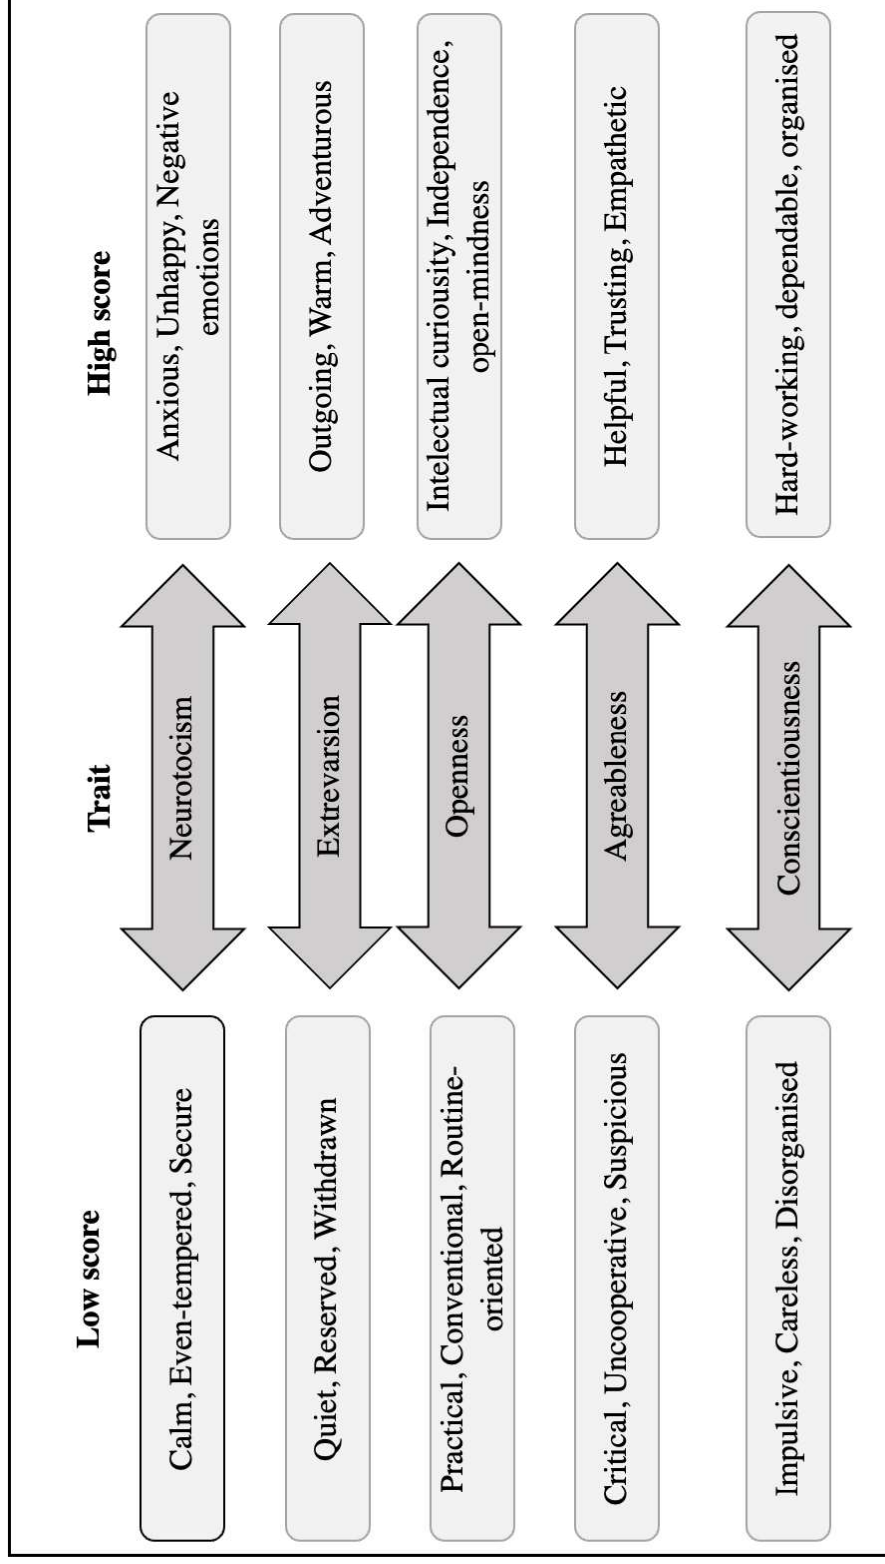 Low score
Trait
High score
Calm, Even-tempered, Secure
Neurotocism
Anxious, Unhappy, Negative
emotions
Quiet, Reserved, Withdrawn
Extrevarsion
Outgoing, Warm, Adventurous
Practical, Conventional, Routine-
oriented
Openness
Intelectual curiousity, Independence,
open-mindness
Critical, Uncooperative, Suspicious
Agreableness
Helpful, Trusting, Empathetic
Impulsive, Careless, Disorganised
Conscientiousness
Hard-working, dependable, organised